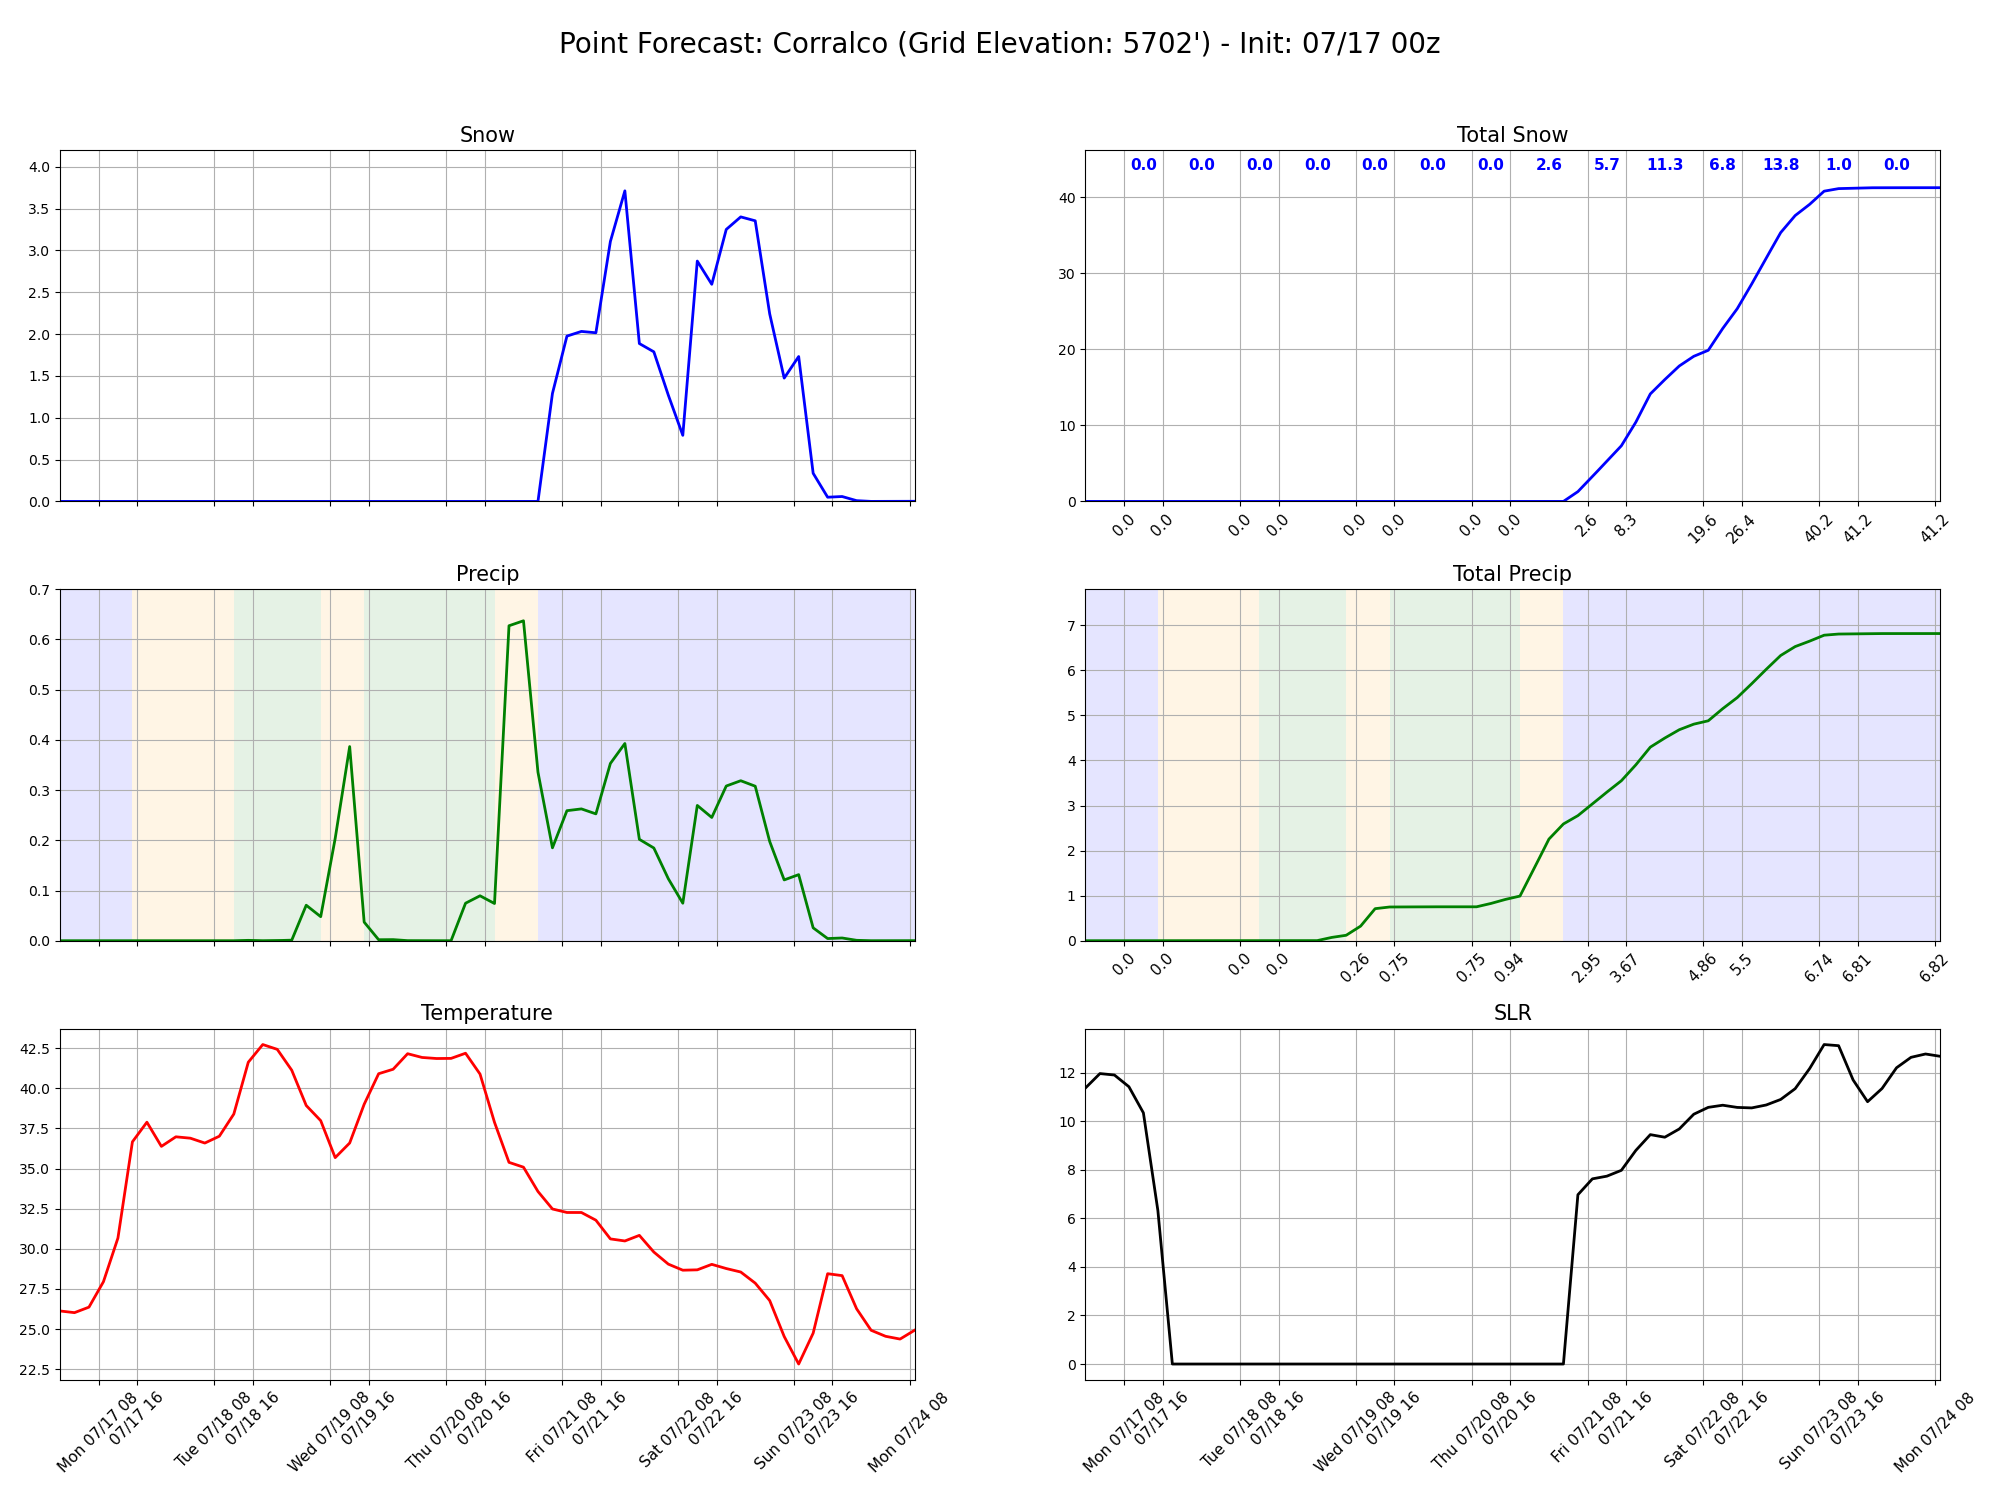 Point Forecast: Corralco (Grid Elevation: 5702') - Init: 07/17 00z
Snow
4.0
3.5
3.0
2.5
2.0
1.5
1.0
0.5
0.0
Total Snow
0.0 0.0 0.0 0.0 0.0 0.0 0.0 2.6 5.7 11.3 6.8 13.8 1.0 0.0
40
30
20
10
0
0.0 0.0 0.0 0.0 0.0 0.0 0.0 0.0 2.6 8.3 19.6 26.4 40.2 41.2 41.2
Precip
0.7
0.6
0.5
0.4
0.3
0.2
0.1
0.0
Total Precip
7
6
5
4
3
2
1
0
0.0 0.0 0.0 0.0 0.26 0.75 0.75 0.94 2.95 3.67 4.86 5.5 6.74 6.81 6.82
Temperature
42.5
40.0
37.5
35.0
32.5
30.0
27.5
25.0
22.5
Mon 07/17 08
07/17 16
Tue 07/18 08
07/18 16
Wed 07/19 08
07/19 16
Thu 07/20 08
07/20 16
Fri 07/21 08
07/21 16
Sat 07/22 08
07/22 16
Sun 07/23 08
07/23 16
Mon 07/24 08
SLR
12
10
8
6
4
2
0
Mon 07/17 08
07/17 16
Tue 07/18 08
07/18 16
Wed 07/19 08
07/19 16
Thu 07/20 08
07/20 16
Fri 07/21 08
07/21 16
Sat 07/22 08
07/22 16
Sun 07/23 08
07/23 16
Mon 07/24 08